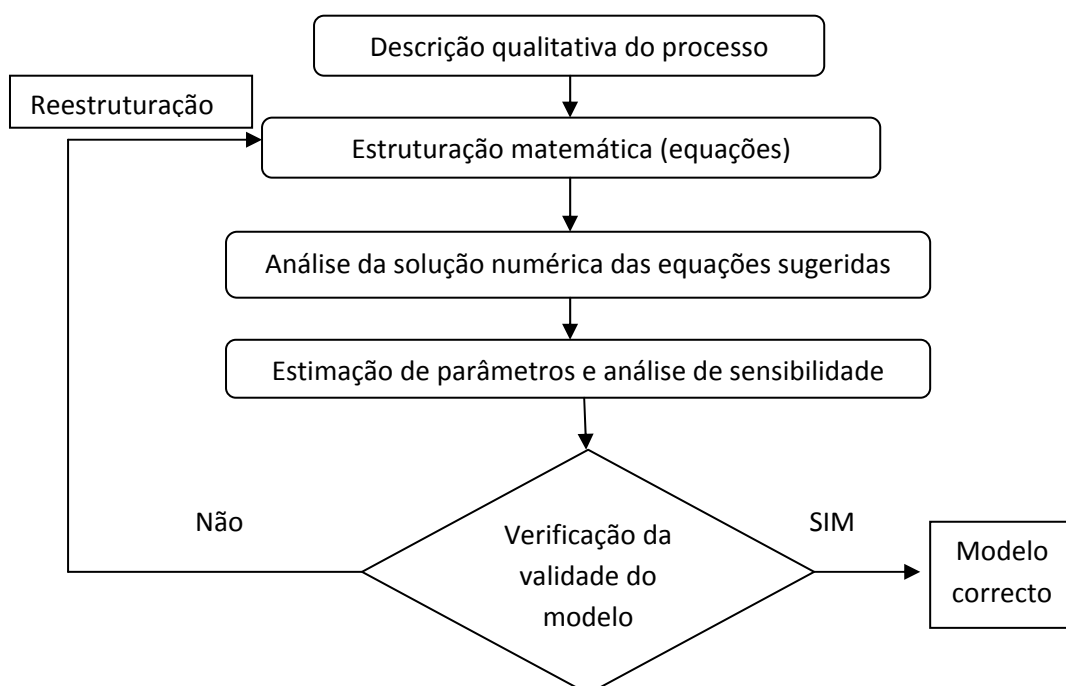 Descrição qualitativa do processo
Reestruturação
Estruturação matemática (equações)
Análise da solução numérica das equações sugeridas
Estimação de parâmetros e análise de sensibilidade
Não
SIM
Verificação da
validade do
modelo
Modelo
correcto